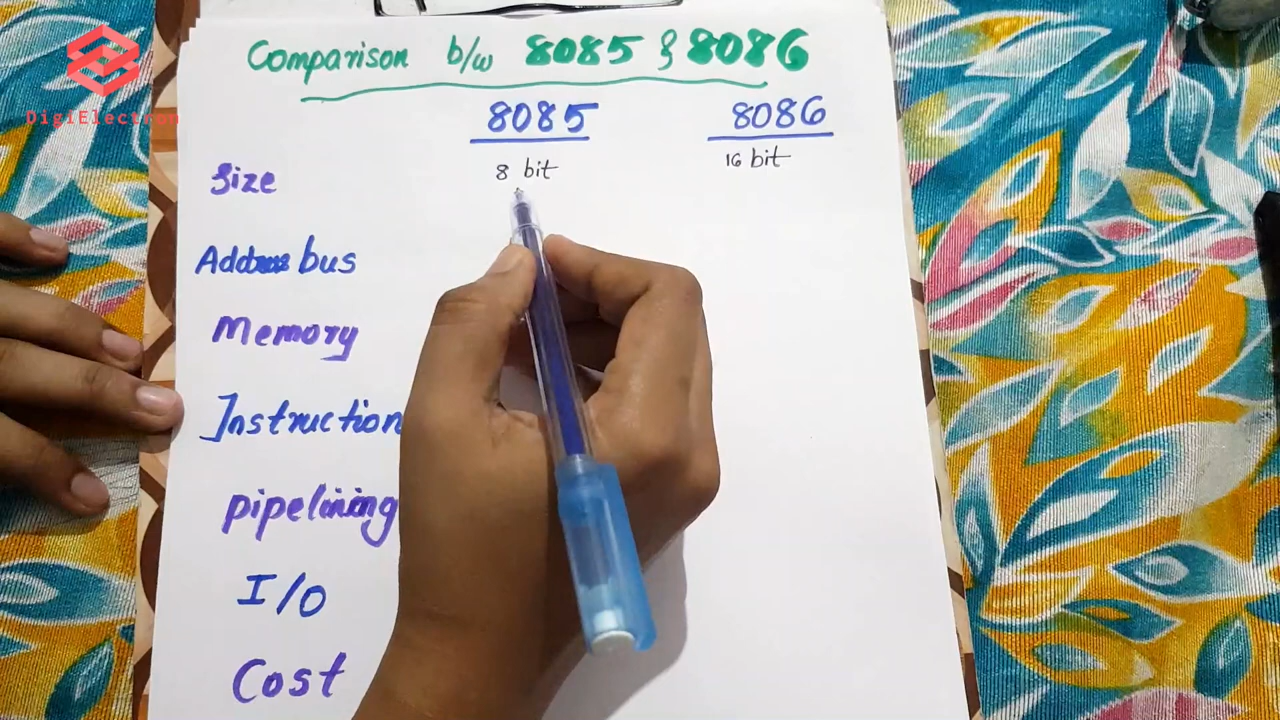 Comparison b/w 8085 & 8086
DigiElectron
8085 8086
Size 8 bit 16 bit
Address bus
Memory
Instruction
pipelining
I/O
Cost